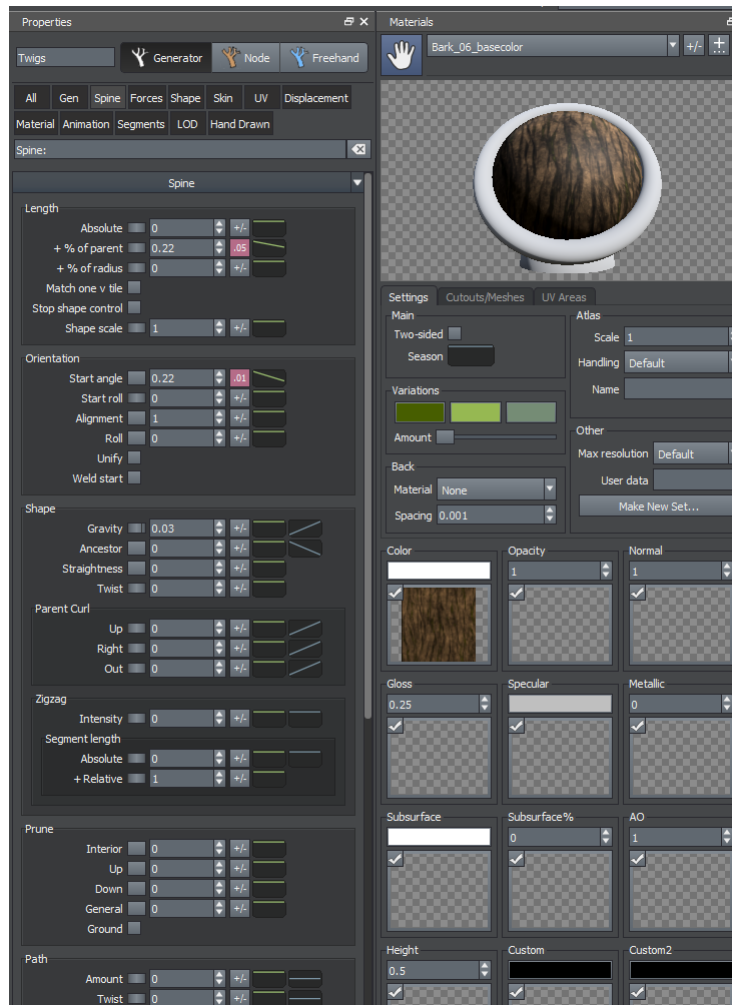 Properties
Twigs
Generator
Node
Freehand
All
Gen
Spine
Forces
Shape
Skin
UV
Displacement
Material
Animation
Segments
LOD
Hand Drawn
Spine:
Spine
Length
Absolute 0 +/-
+ % of parent 0.22 .05
+ % of radius 0 +/-
Match one v tile
Stop shape control
Shape scale 1 +/-
Orientation
Start angle 0.22 .01
Start roll 0 +/-
Alignment 1 +/-
Roll 0 +/-
Unify
Weld start
Shape
Gravity 0.03 +/-
Ancestor 0 +/-
Straightness 0 +/-
Twist 0 +/-
Parent Curl
Up 0 +/-
Right 0 +/-
Out 0 +/-
Zigzag
Intensity 0 +/-
Segment length
Absolute 0 +/-
+ Relative 1 +/-
Prune
Interior 0 +/-
Up 0 +/-
Down 0 +/-
General 0 +/-
Ground
Path
Amount 0 +/-
Twist 0 +/-
Materials
Bark_06_basecolor +/-
Settings
Cutouts/Meshes
UV Areas
Main
Two-sided
Season
Variations
Amount
Back
Material None
Spacing 0.001
Atlas
Scale 1
Handling Default
Name
Other
Max resolution Default
User data
Make New Set...
Color
Opacity
Normal
1
1
Gloss
Specular
Metallic
0.25
0
Subsurface
Subsurface%
AO
0
1
Height
Custom
Custom2
0.5